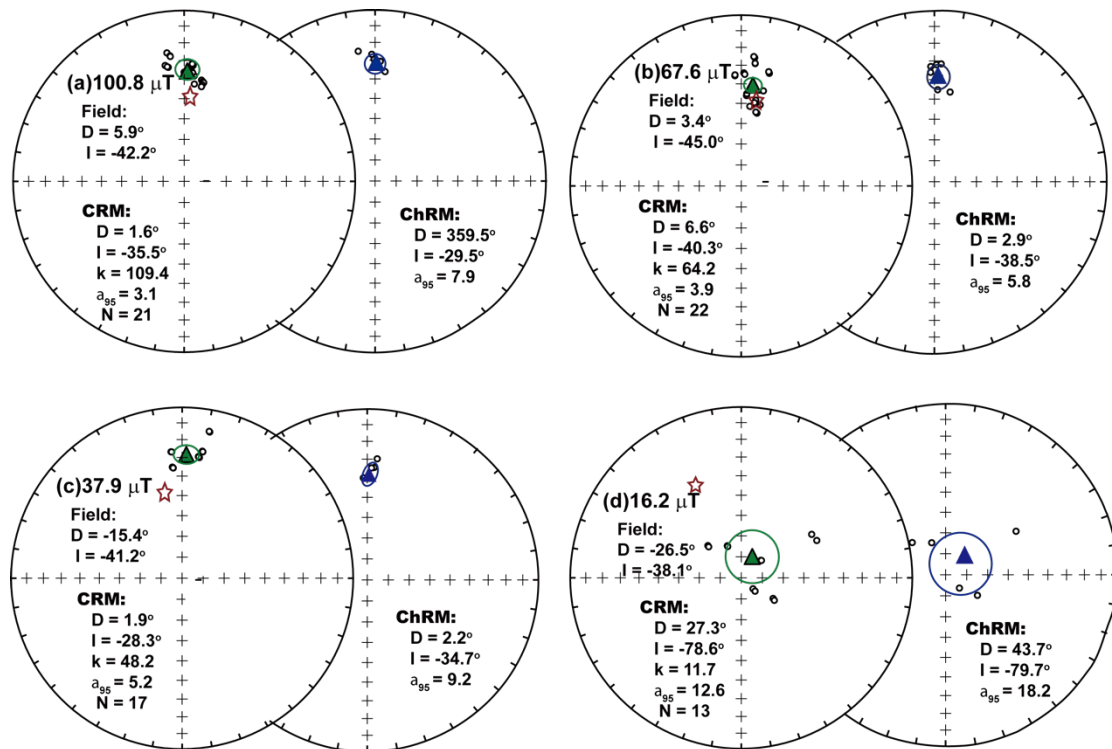 (a)100.8 μT
Field:
D = 5.9°
I = -42.2°
CRM:
D = 1.6°
I = -35.5°
k = 109.4
a95 = 3.1
N = 21
ChRM:
D = 359.5°
I = -29.5°
a95 = 7.9
(b)67.6 μT
Field:
D = 3.4°
I = -45.0°
CRM:
D = 6.6°
I = -40.3°
k = 64.2
a95 = 3.9
N = 22
ChRM:
D = 2.9°
I = -38.5°
a95 = 5.8
(c)37.9 μT
Field:
D = -15.4°
I = -41.2°
CRM:
D = 1.9°
I = -28.3°
k = 48.2
a95 = 5.2
N = 17
ChRM:
D = 2.2°
I = -34.7°
a95 = 9.2
(d)16.2 μT
Field:
D = -26.5°
I = -38.1°
CRM:
D = 27.3°
I = -78.6°
k = 11.7
a95 = 12.6
N = 13
ChRM:
D = 43.7°
I = -79.7°
a95 = 18.2